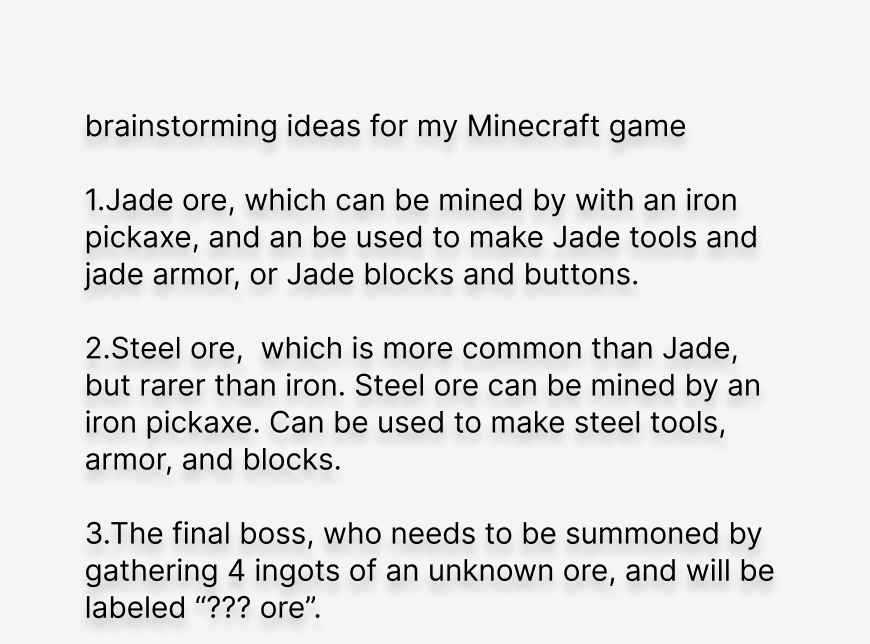 brainstorming ideas for my Minecraft game
1.Jade ore, which can be mined by with an iron
pickaxe, and an be used to make Jade tools and
jade armor, or Jade blocks and buttons.
2.Steel ore,  which is more common than Jade,
but rarer than iron. Steel ore can be mined by an
iron pickaxe. Can be used to make steel tools,
armor, and blocks.
3.The final boss, who needs to be summoned by
gathering 4 ingots of an unknown ore, and will be
labeled “??? ore”.